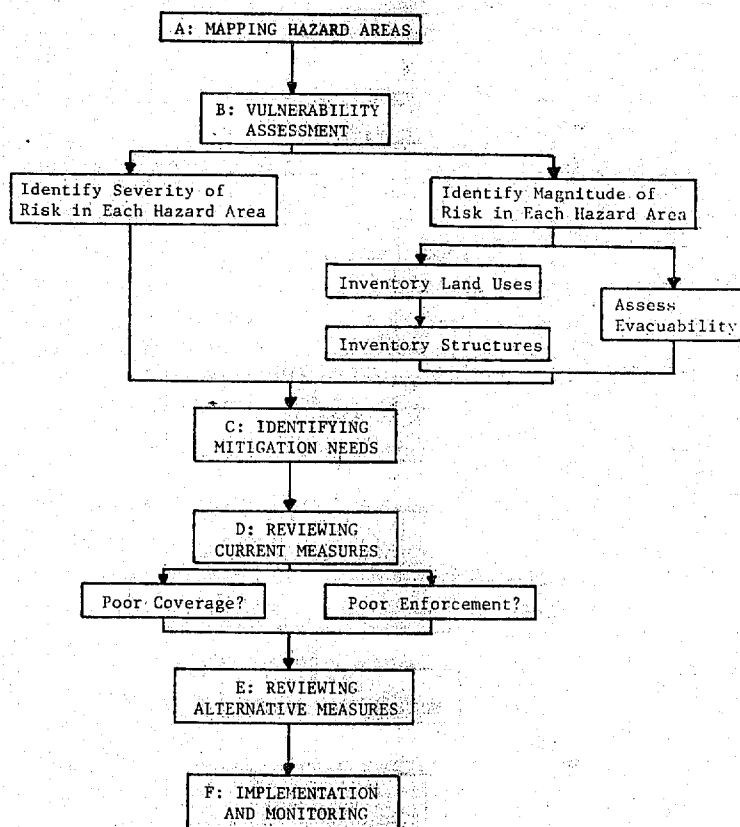 A: MAPPING HAZARD AREAS
B: VULNERABILITY
ASSESSMENT
Identify Severity of
Risk in Each Hazard Area
Identify Magnitude of
Risk in Each Hazard Area
Inventory Land Uses
Assess
Evacuability
Inventory Structures
C: IDENTIFYING
MITIGATION NEEDS
D: REVIEWING
CURRENT MEASURES
Poor Coverage?
Poor Enforcement?
E: REVIEWING
ALTERNATIVE MEASURES
F: IMPLEMENTATION
AND MONITORING